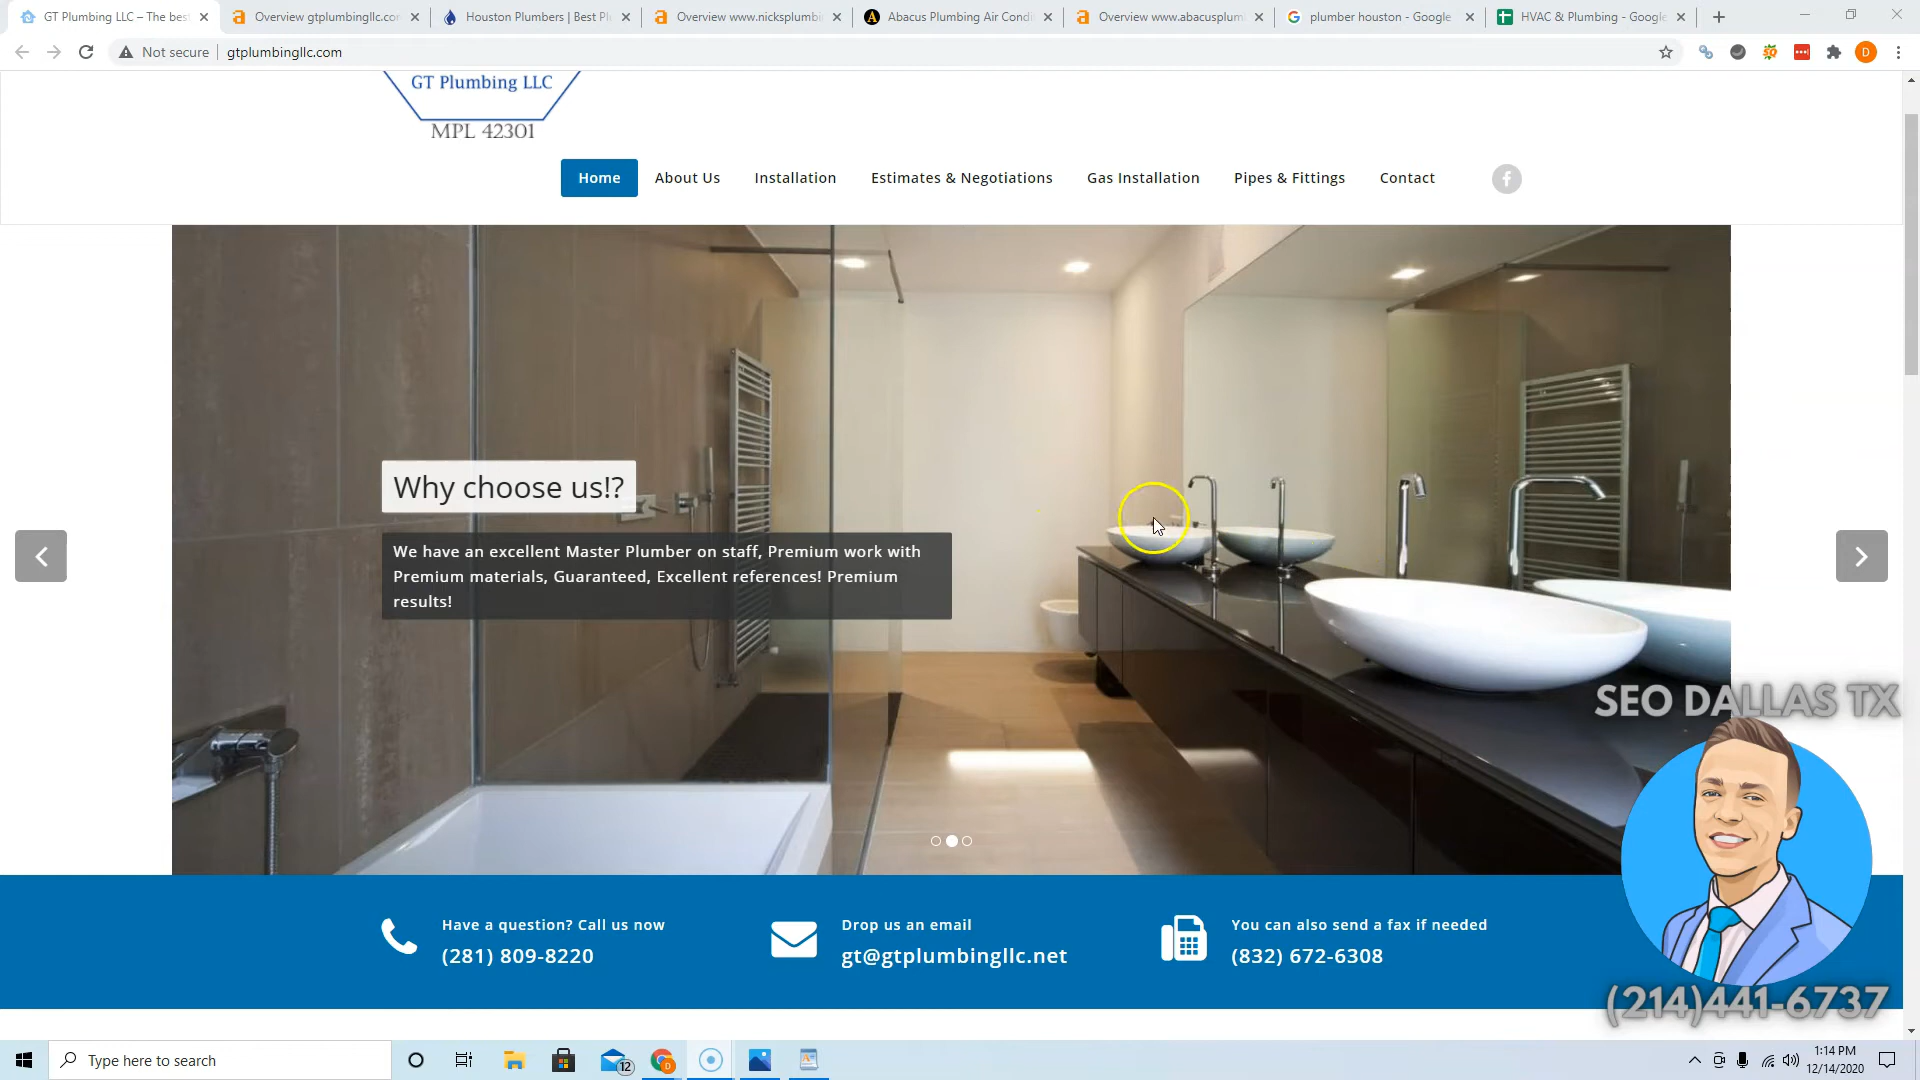 GT Plumbing LLC – The bes
Overview gtplumbingllc.co
Houston Plumbers | Best Pl
Overview www.nicksplumbi
Abacus Plumbing Air Condi
Overview www.abacusplum
plumber houston - Google
HVAC & Plumbing - Google
Not secure
gtplumbingllc.com
D
GT Plumbing LLC
MPL 42301
Home
About Us
Installation
Estimates & Negotiations
Gas Installation
Pipes & Fittings
Contact
Why choose us!?
We have an excellent Master Plumber on staff, Premium work with
Premium materials, Guaranteed, Excellent references! Premium
results!
SEO DALLAS TX
Have a question? Call us now
(281) 809-8220
Drop us an email
gt@gtplumbingllc.net
You can also send a fax if needed
(832) 672-6308
(214)441-6737
Type here to search
12
1:14 PM
12/14/2020